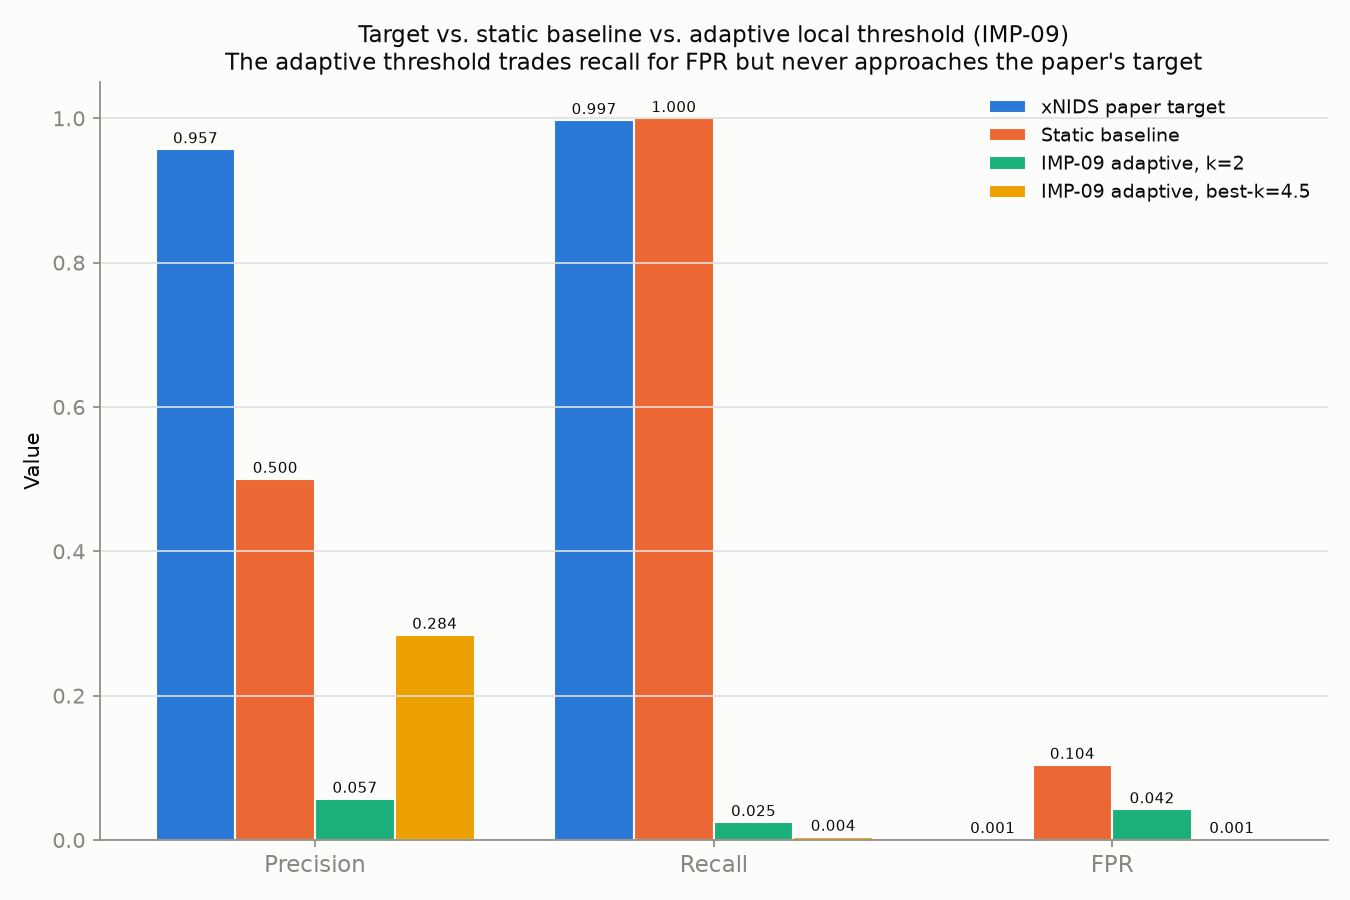 Target vs. static baseline vs. adaptive local threshold (IMP-09)
The adaptive threshold trades recall for FPR but never approaches the paper's target
xNIDS paper target
Static baseline
IMP-09 adaptive, k=2
IMP-09 adaptive, best-k=4.5
Value
1.0
0.8
0.6
0.4
0.2
0.0
0.957
0.500
0.057
0.284
0.997
1.000
0.025
0.004
0.001
0.104
0.042
0.001
Precision
Recall
FPR